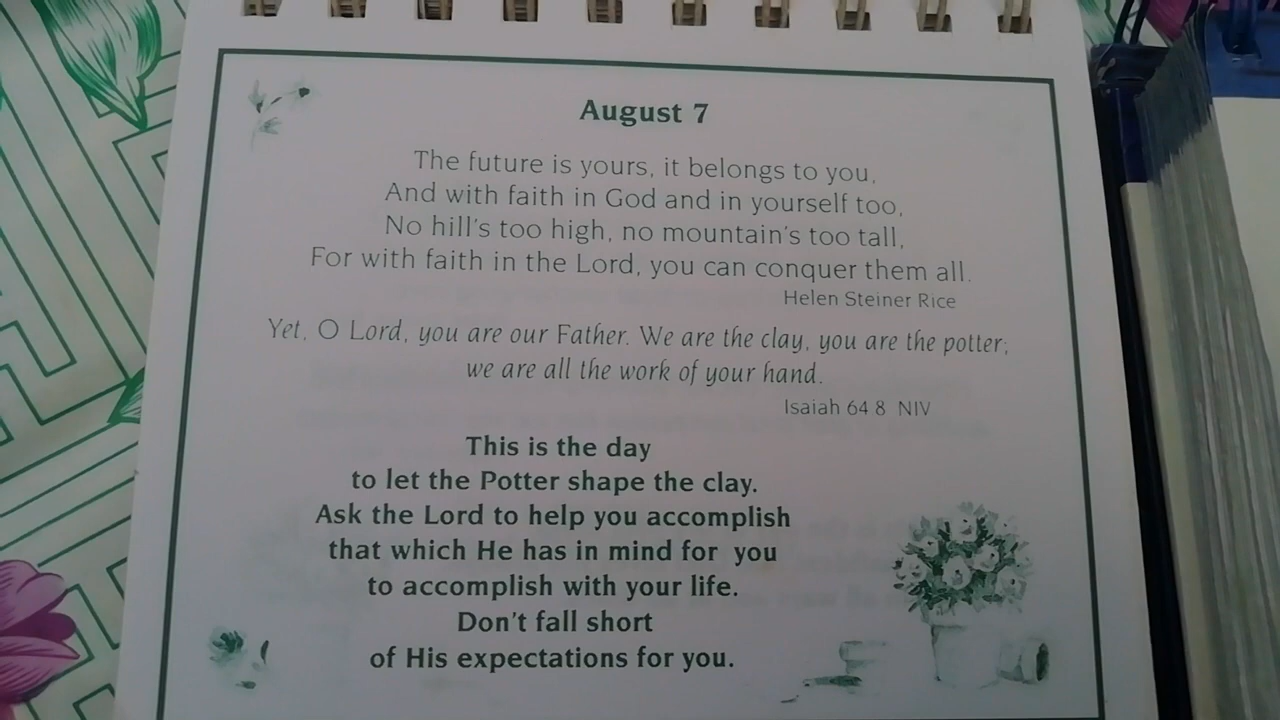 August 7
The future is yours, it belongs to you,
And with faith in God and in yourself too,
No hill's too high, no mountain's too tall,
For with faith in the Lord, you can conquer them all.
Helen Steiner Rice
Yet, O Lord, you are our Father. We are the clay, you are the potter;
we are all the work of your hand.
Isaiah 64 8 NIV
This is the day
to let the Potter shape the clay.
Ask the Lord to help you accomplish
that which He has in mind for you
to accomplish with your life.
Don't fall short
of His expectations for you.